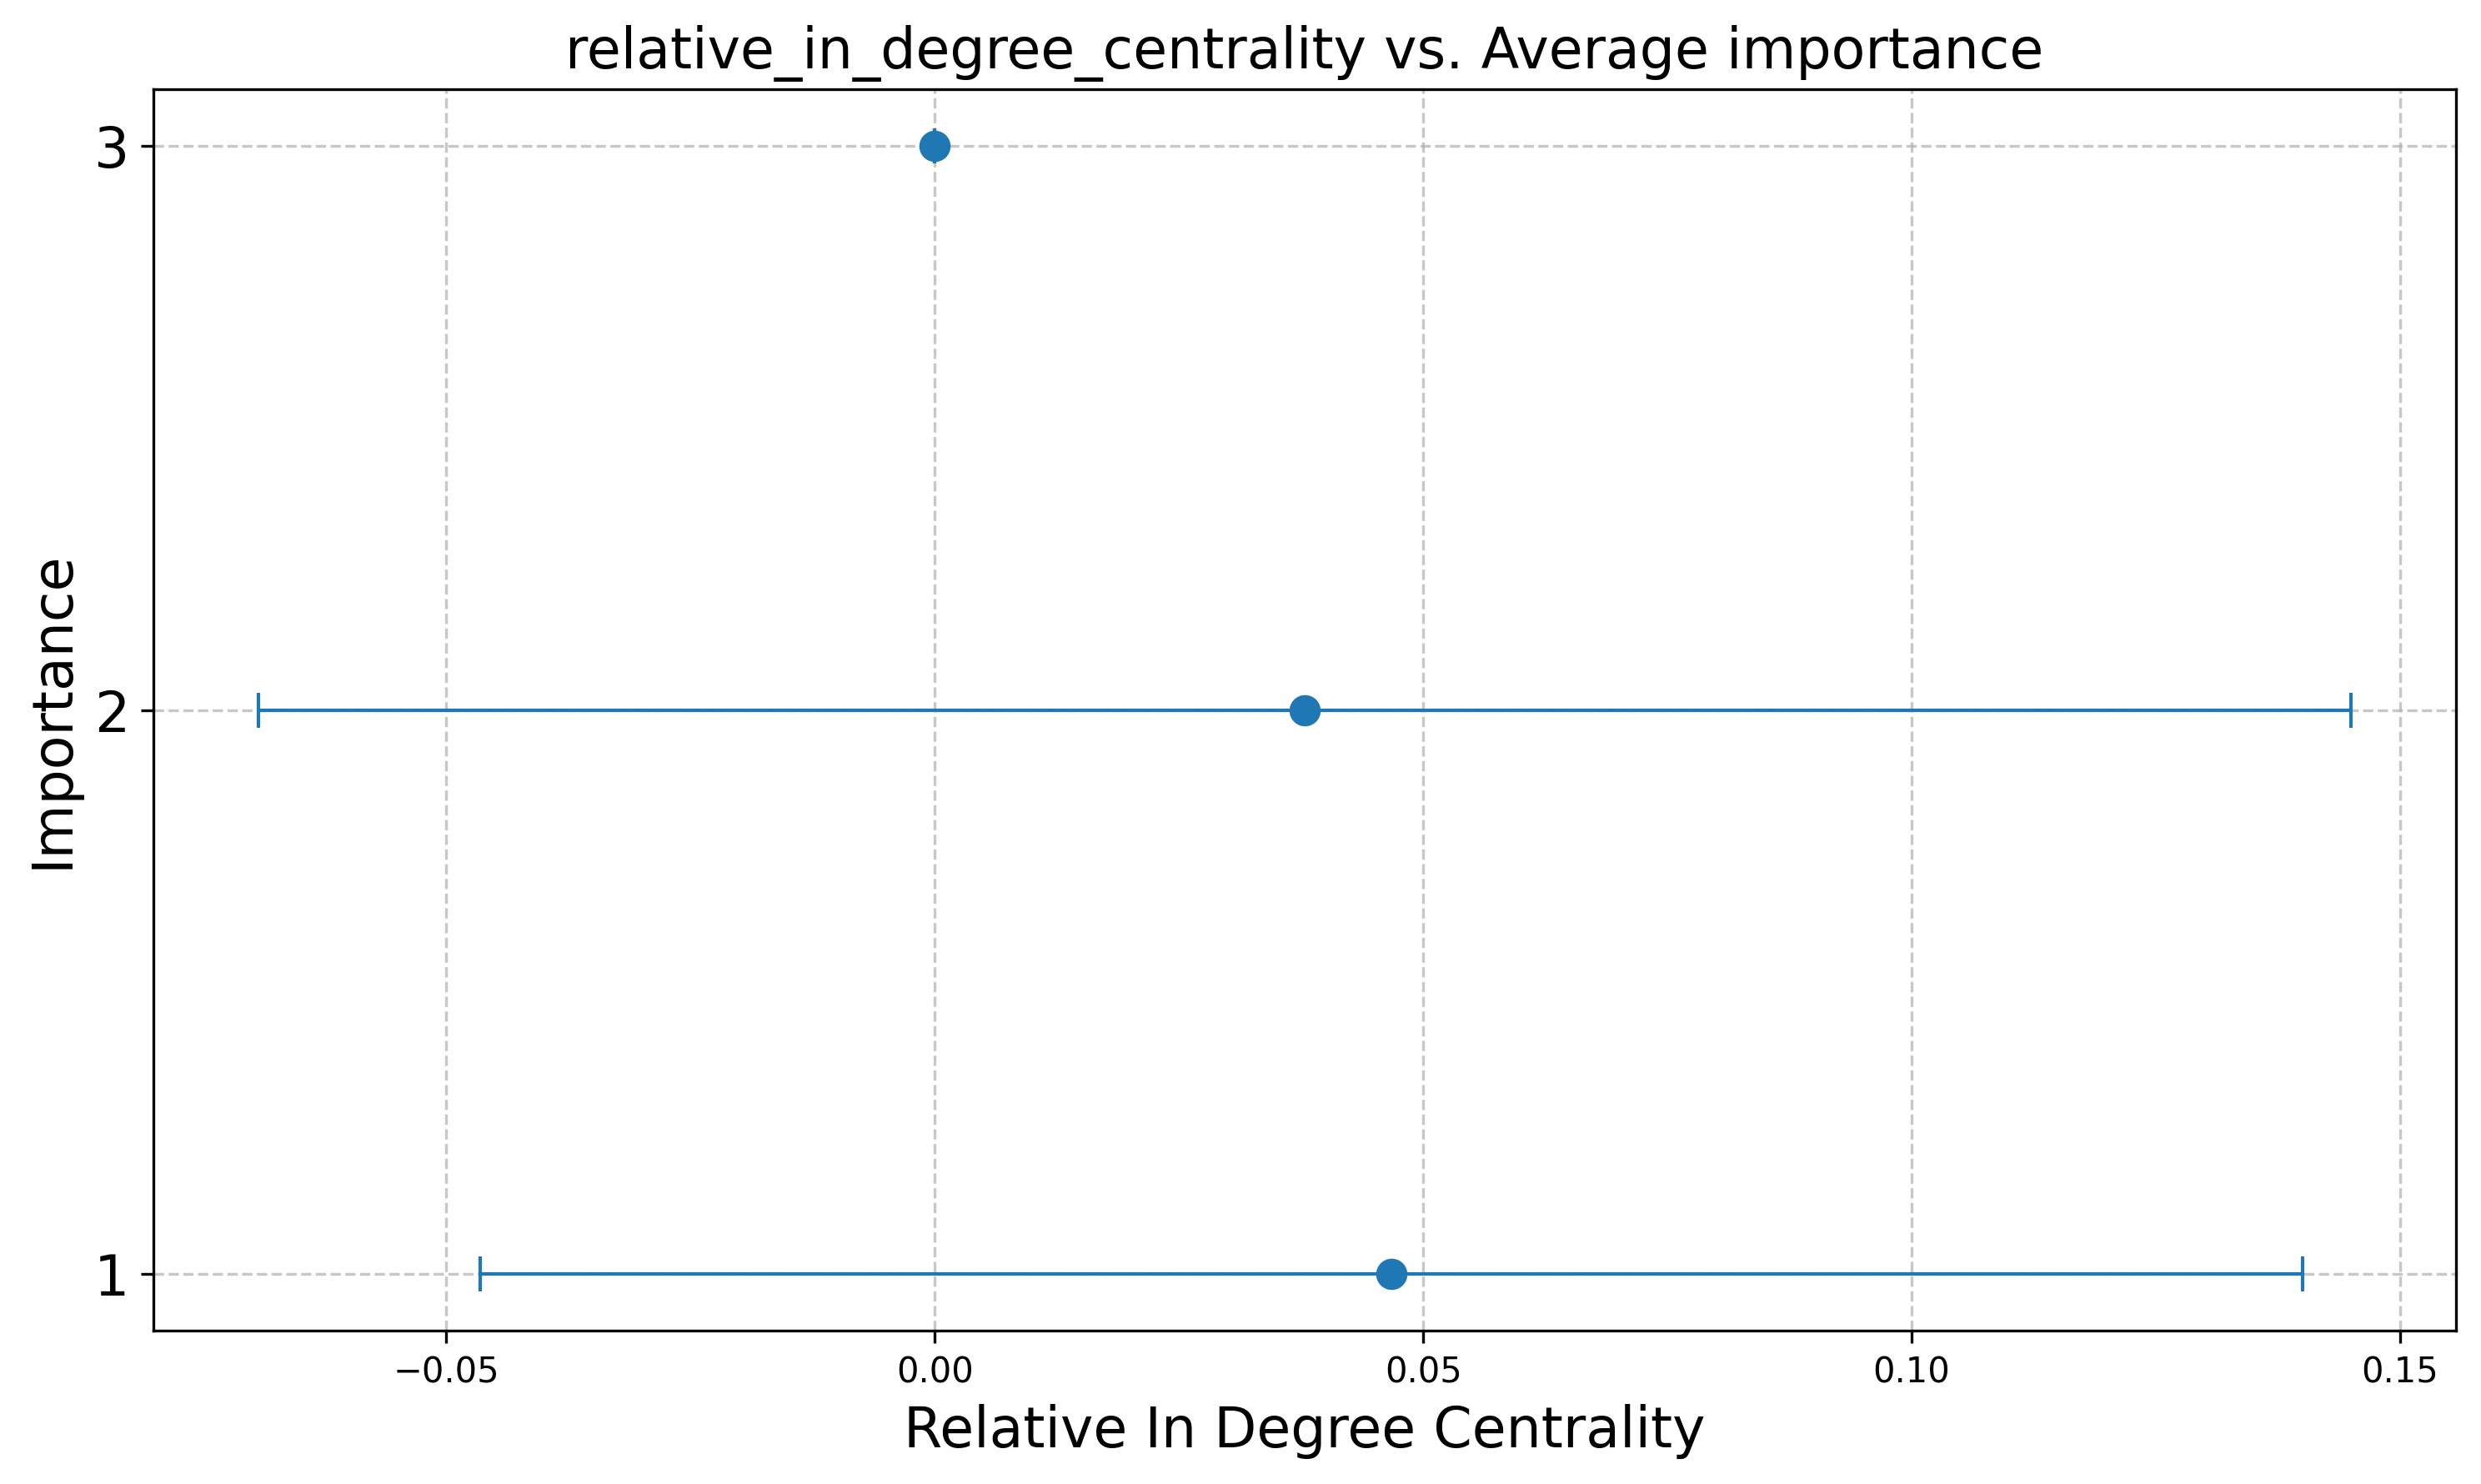 relative_in_degree_centrality vs. Average importance
3
2
1
Importance
−0.05
0.00
0.05
0.10
0.15
Relative In Degree Centrality